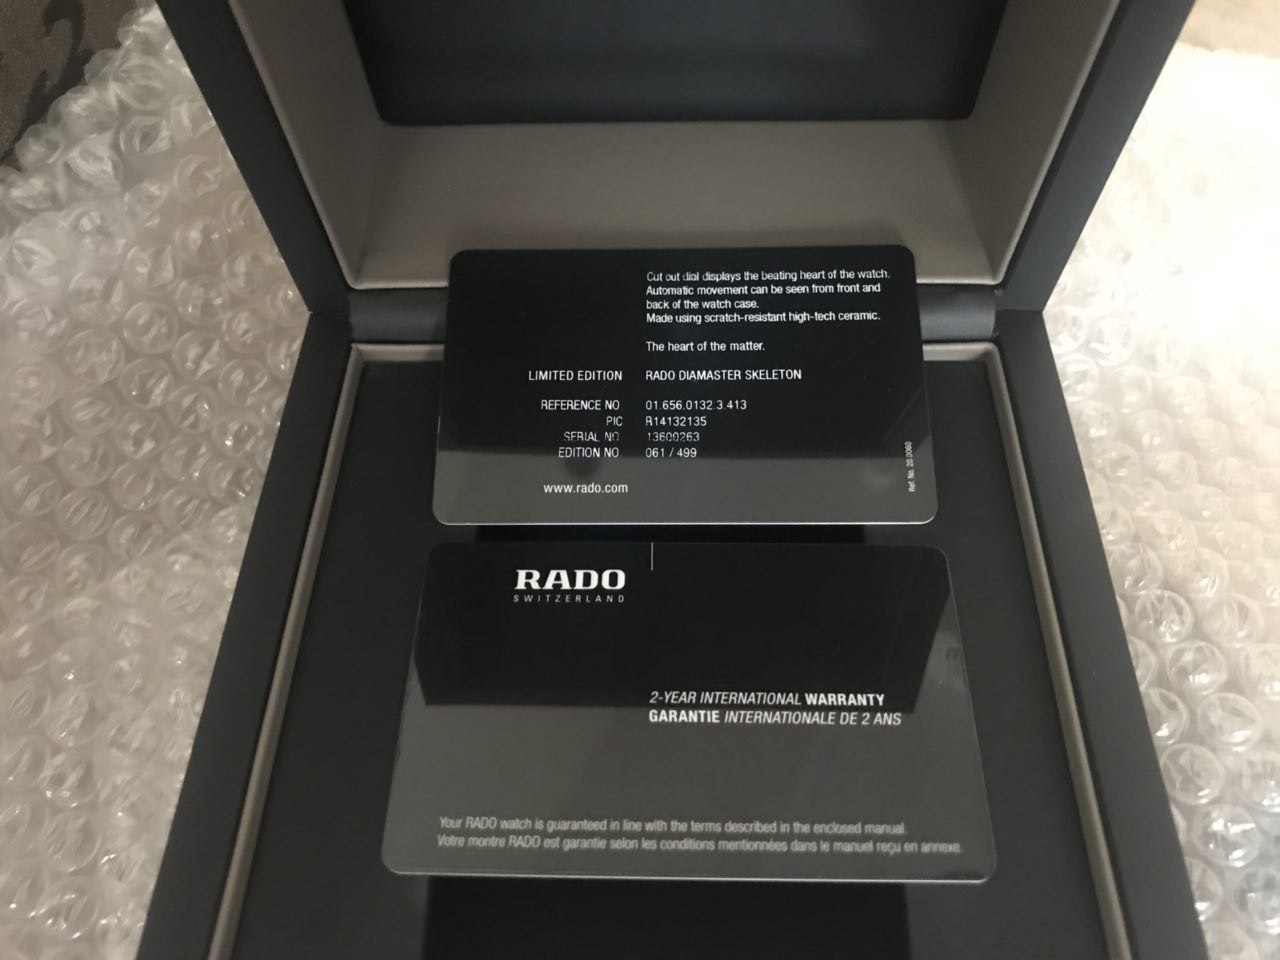 Cut out dial displays the beating heart of the watch.
Automatic movement can be seen from front and
back of the watch case.
Made using scratch-resistant high-tech ceramic.
The heart of the matter.
LIMITED EDITION RADO DIAMASTER SKELETON
REFERENCE NO 01.656.0132.3.413
PIC R14132135
SERIAL NO 13600263
EDITION NO 061 / 499
www.rado.com
Ref. No. 20.0060
RADO
SWITZERLAND
2-YEAR INTERNATIONAL WARRANTY
GARANTIE INTERNATIONALE DE 2 ANS
Your RADO watch is guaranteed in line with the terms described in the enclosed manual.
Votre montre RADO est garantie selon les conditions mentionnées dans le manuel reçu en annexe.